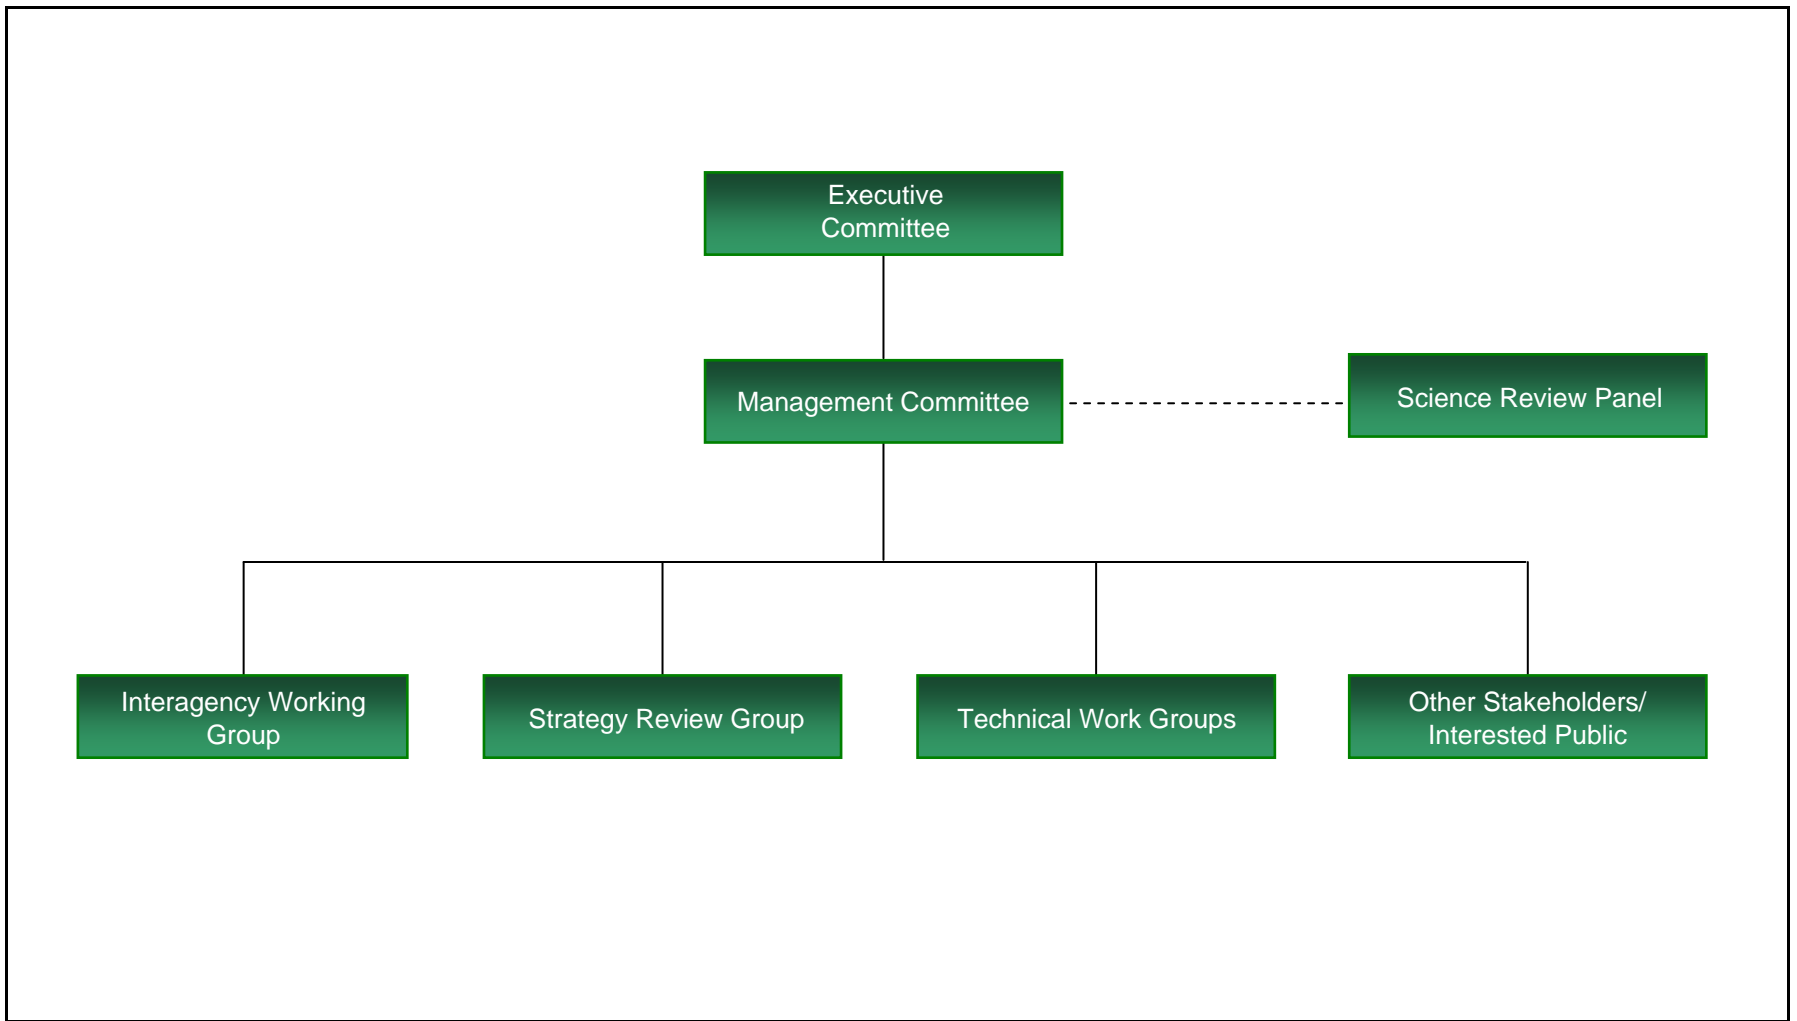 Executive
Committee
Management Committee
Science Review Panel
Interagency Working
Group
Strategy Review Group
Technical Work Groups
Other Stakeholders/
Interested Public